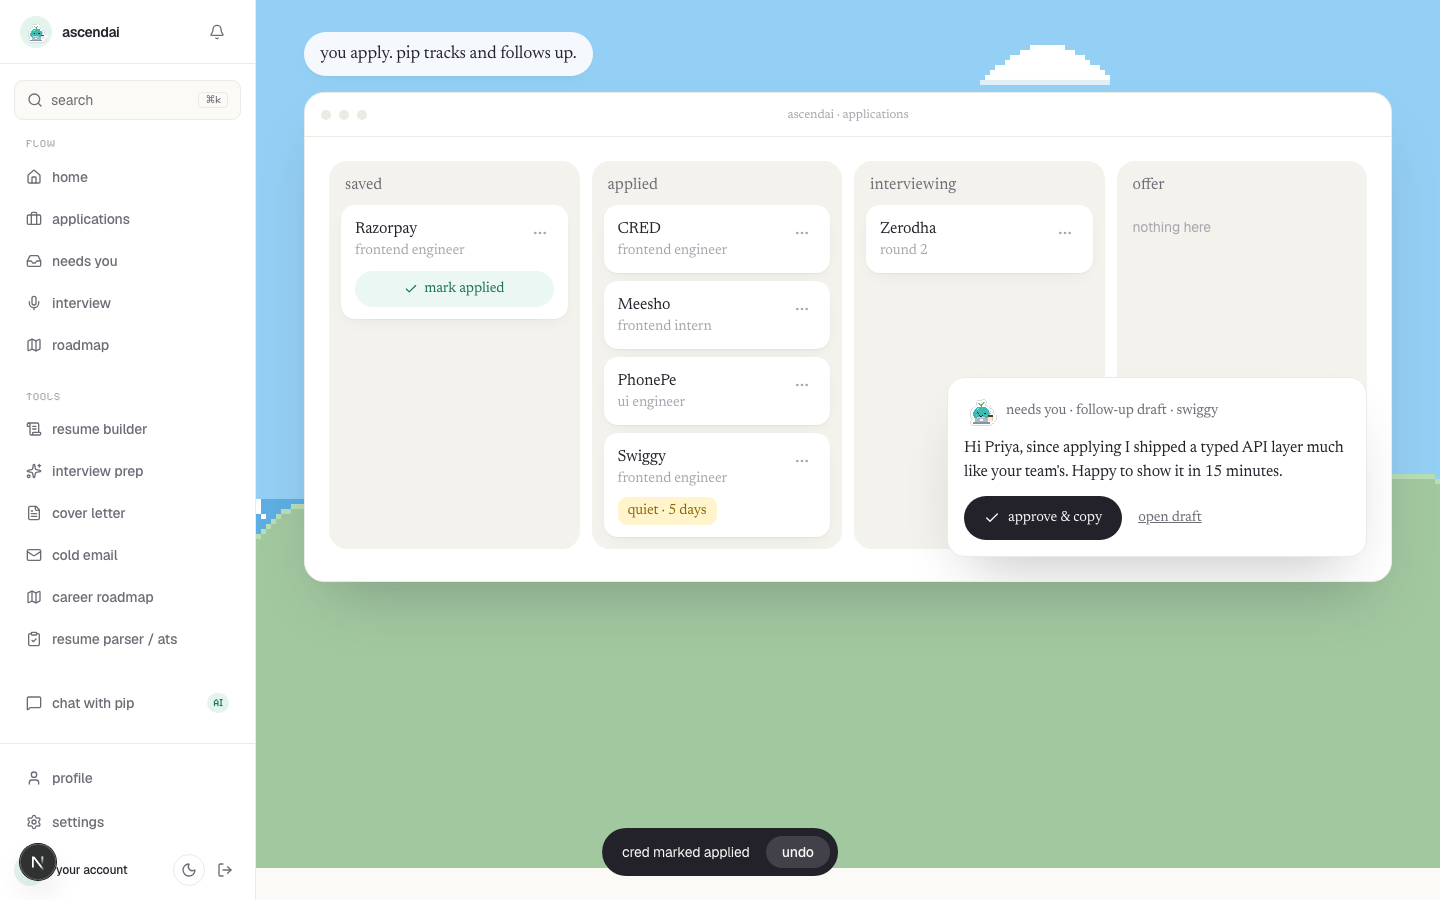 ascendai
search
⌘k
FLOW
home
applications
needs you
interview
roadmap
TOOLS
resume builder
interview prep
cover letter
cold email
career roadmap
resume parser / ats
chat with pip
AI
profile
settings
N
your account
you apply. pip tracks and follows up.
ascendai · applications
saved
Razorpay
frontend engineer
mark applied
applied
CRED
frontend engineer
Meesho
frontend intern
PhonePe
ui engineer
Swiggy
frontend engineer
quiet · 5 days
interviewing
Zerodha
round 2
offer
nothing here
needs you · follow-up draft · swiggy
Hi Priya, since applying I shipped a typed API layer much
like your team's. Happy to show it in 15 minutes.
approve & copy
open draft
cred marked applied
undo